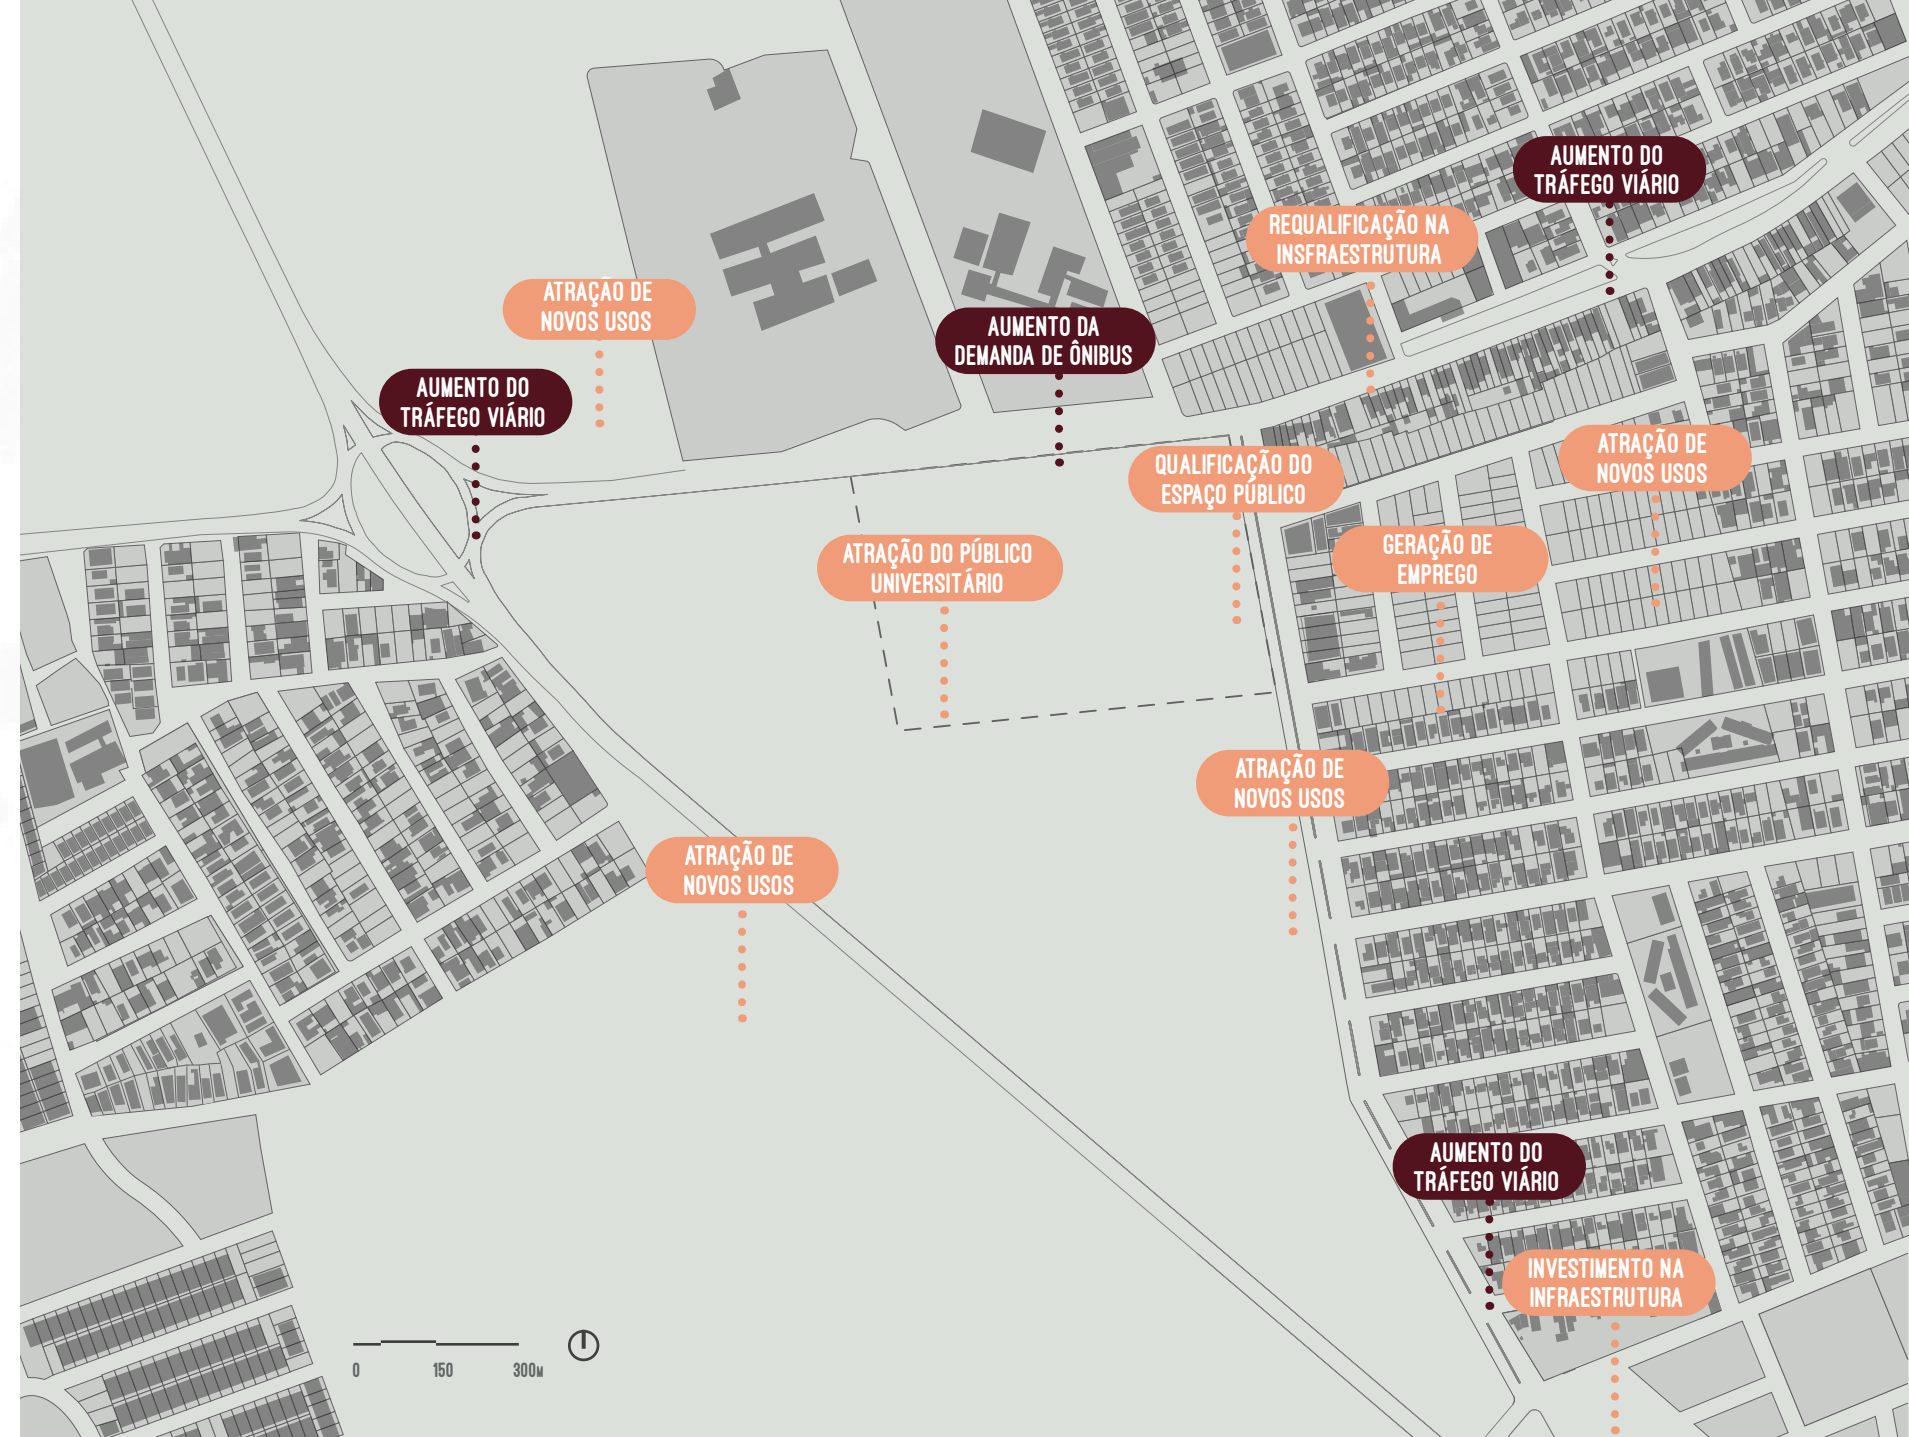 AUMENTO DO
TRÁFEGO VIÁRIO
REQUALIFICAÇÃO NA
INSFRAESTRUTURA
ATRAÇÃO DE
NOVOS USOS
AUMENTO DA
DEMANDA DE ÔNIBUS
AUMENTO DO
TRÁFEGO VIÁRIO
ATRAÇÃO DE
NOVOS USOS
QUALIFICAÇÃO DO
ESPAÇO PÚBLICO
GERAÇÃO DE
EMPREGO
ATRAÇÃO DO PÚBLICO
UNIVERSITÁRIO
ATRAÇÃO DE
NOVOS USOS
ATRAÇÃO DE
NOVOS USOS
AUMENTO DO
TRÁFEGO VIÁRIO
INVESTIMENTO NA
INFRAESTRUTURA
0 150 300M